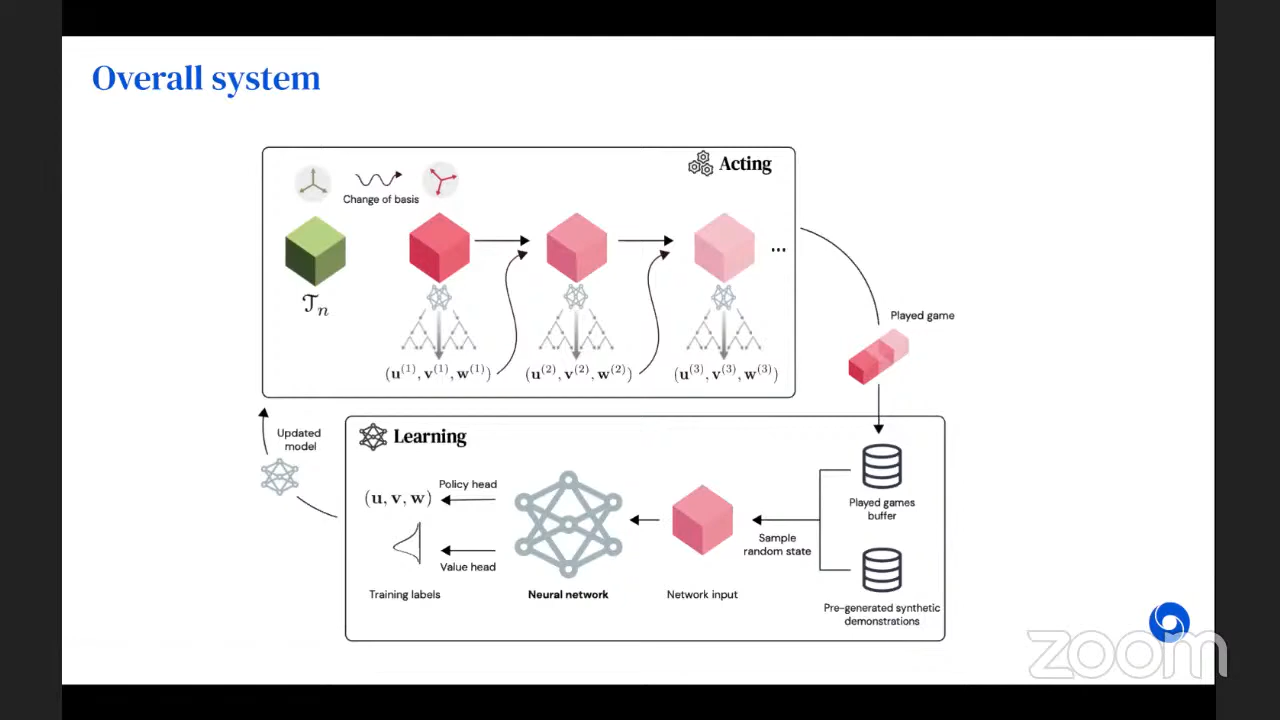 Overall system
Acting
Change of basis
𝒯ₙ
...
(u⁽¹⁾, v⁽¹⁾, w⁽¹⁾)
(u⁽²⁾, v⁽²⁾, w⁽²⁾)
(u⁽³⁾, v⁽³⁾, w⁽³⁾)
Played game
Updated
model
Learning
(u, v, w)
Policy head
Value head
Training labels
Neural network
Network input
Sample
random state
Played games
buffer
Pre-generated synthetic
demonstrations
zoom